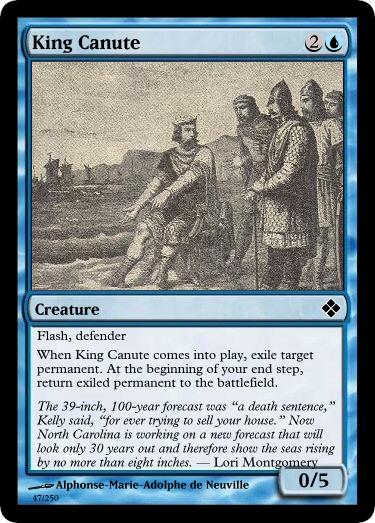 King Canute
2
Creature
Flash, defender
When King Canute comes into play, exile target
permanent. At the beginning of your end step,
return exiled permanent to the battlefield.
The 39-inch, 100-year forecast was “a death sentence,”
Kelly said, “for ever trying to sell your house.” Now
North Carolina is working on a new forecast that will
look only 30 years out and therefore show the seas rising
by no more than eight inches. — Lori Montgomery
Alphonse-Marie-Adolphe de Neuville
0/5
47/250